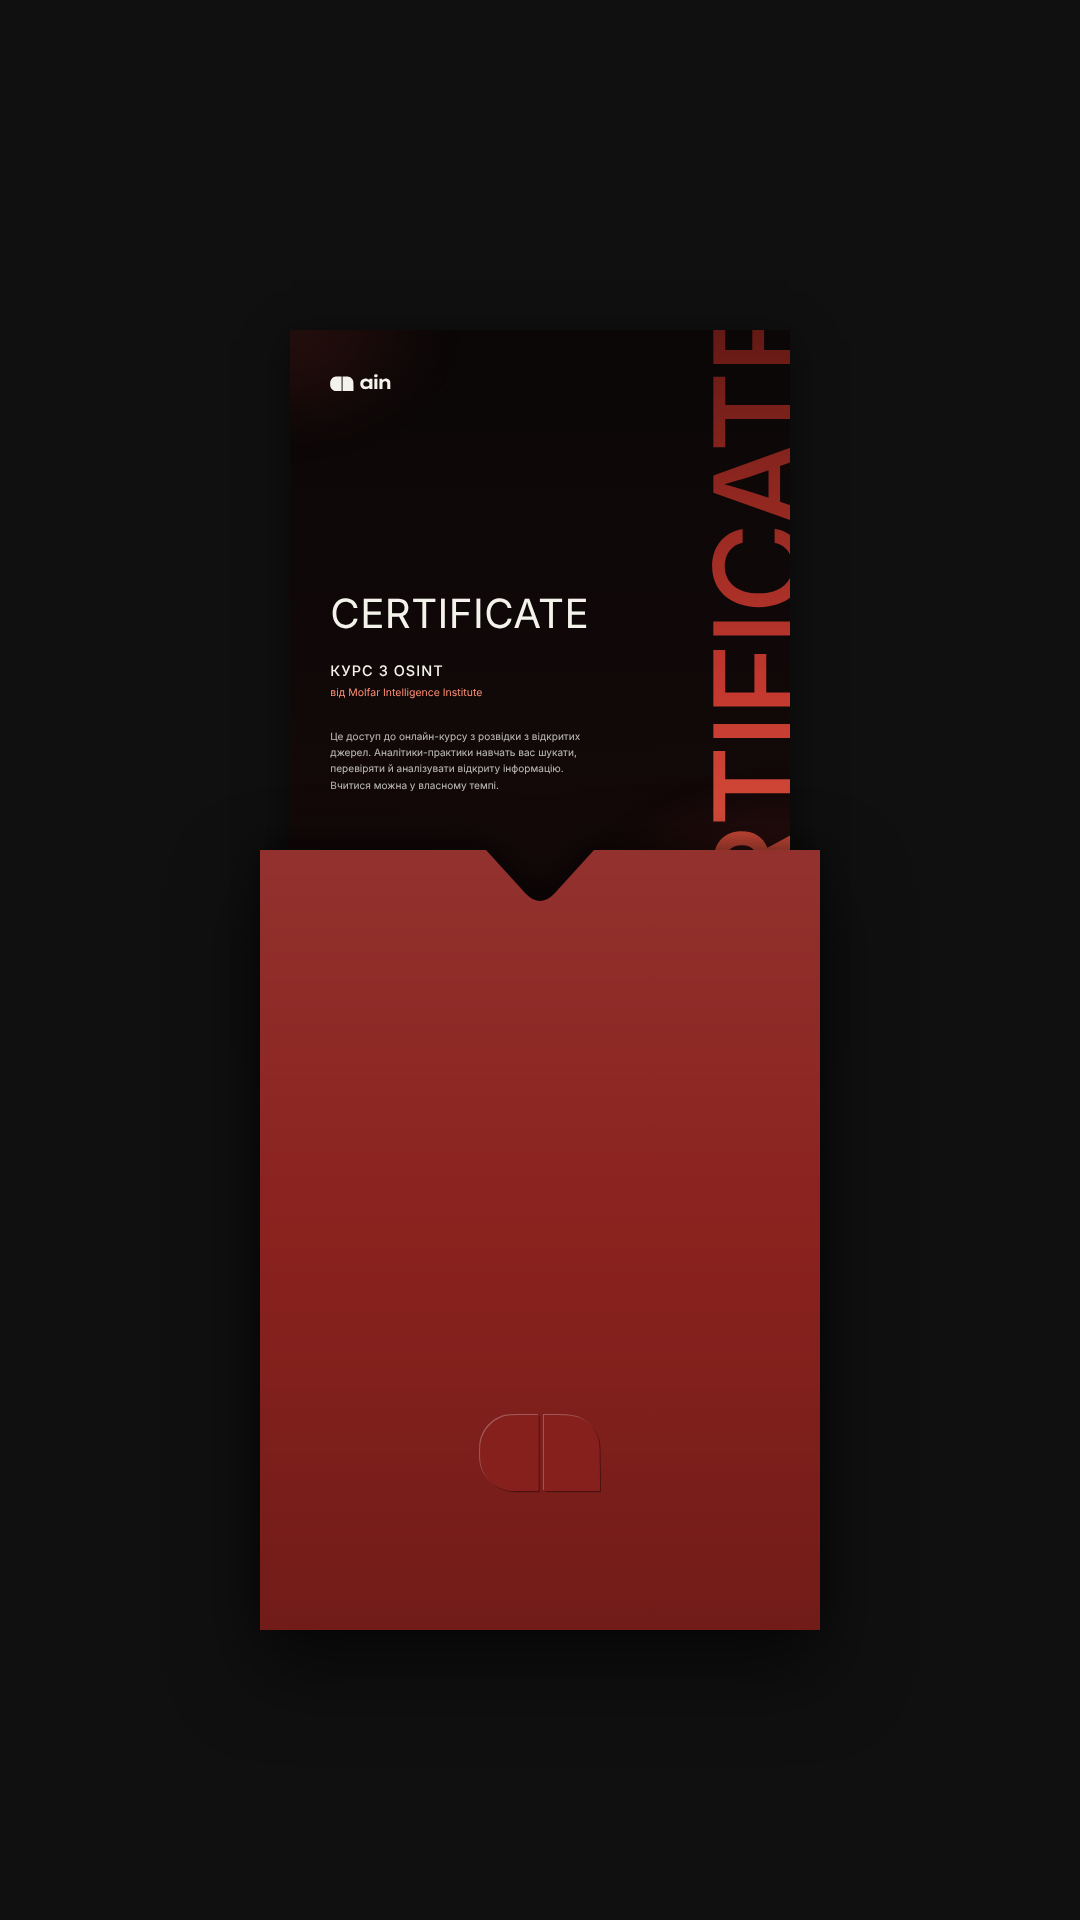 ain
CERTIFICATE
КУРС З OSINT
від Molfar Intelligence Institute
Це доступ до онлайн-курсу з розвідки з відкритих
джерел. Аналітики-практики навчать вас шукати,
перевіряти й аналізувати відкриту інформацію.
Вчитися можна у власному темпі.
RTIFICATE